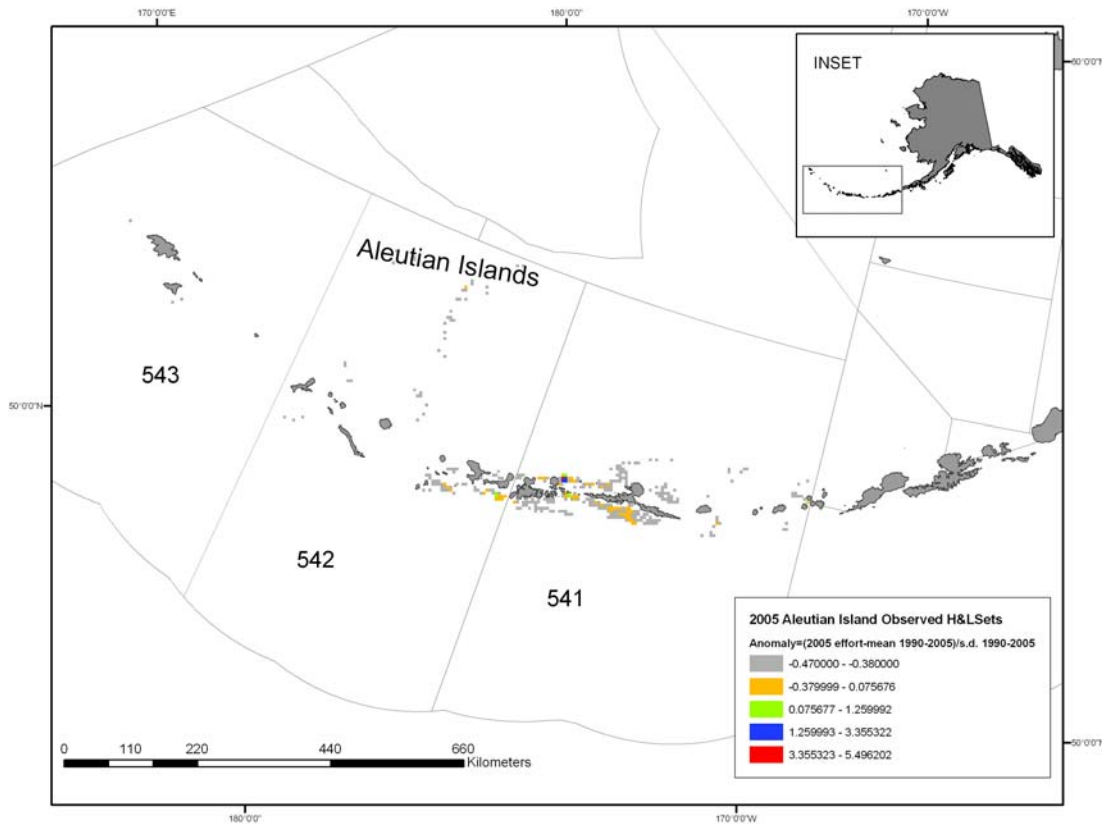 170°0'0"E
180°0'0"
170°0'0"W
60°0'0"N
INSET
Aleutian Islands
543
50°0'0"N
542
541
2005 Aleutian Island Observed H&LSets
Anomaly=(2005 effort-mean 1990-2005)/s.d. 1990-2005
-0.470000 - -0.380000
-0.379999 - 0.075676
0.075677 - 1.259992
1.259993 - 3.355322
3.355323 - 5.496202
50°0'0"N
0 110 220 440 660
Kilometers
180°0'0"
170°0'0"W